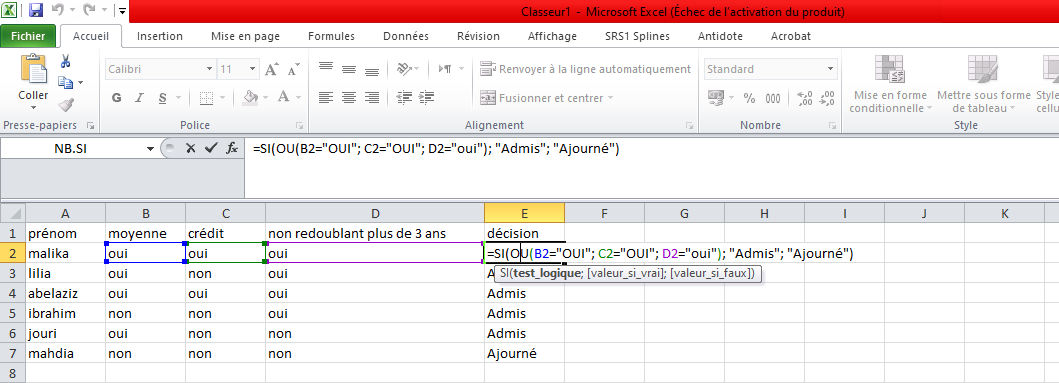 Classeur1 - Microsoft Excel (Échec de l'activation du produit)
Fichier Accueil Insertion Mise en page Formules Données Révision Affichage SRS1 Splines Antidote Acrobat
Coller
Calibri 11 A A
Renvoyer à la ligne automatiquement
Standard
G I S A
Fusionner et centrer
% 000
Mise en forme conditionnelle
Mettre sous forme de tableau
Presse-papiers Police Alignement Nombre Style
NB.SI fx =SI(OU(B2="OUI"; C2="OUI"; D2="oui"); "Admis"; "Ajourné")
A B C D E F G H I J K
1 prénom moyenne crédit non redoublant plus de 3 ans décision
2 malika oui oui oui =SI(OU(B2="OUI"; C2="OUI"; D2="oui"); "Admis"; "Ajourné")
SI(test_logique; [valeur_si_vrai]; [valeur_si_faux])
3 lilia oui non oui A
4 abelaziz oui oui oui Admis
5 ibrahim non non oui Admis
6 jouri oui non non Admis
7 mahdia non non non Ajourné
8